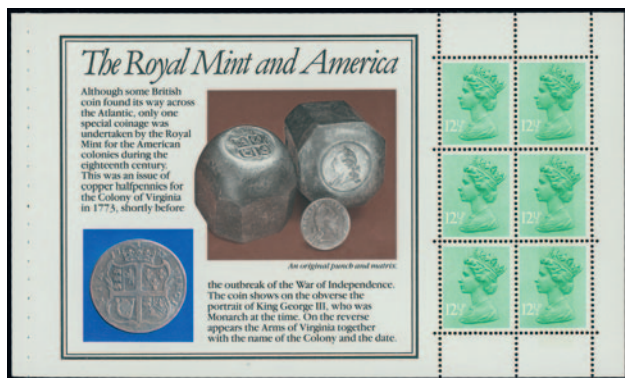 The Royal Mint and America
Although some British
coin found its way across
the Atlantic, only one
special coinage was
undertaken by the Royal
Mint for the American
colonies during the
eighteenth century.
This was an issue of
copper halfpennies for
the Colony of Virginia
in 1773, shortly before
An original punch and matrix.
the outbreak of the War of Independence.
The coin shows on the obverse the
portrait of King George III, who was
Monarch at the time. On the reverse
appears the Arms of Virginia together
with the name of the Colony and the date.
12½ 12½
12½ 12½
12½ 12½